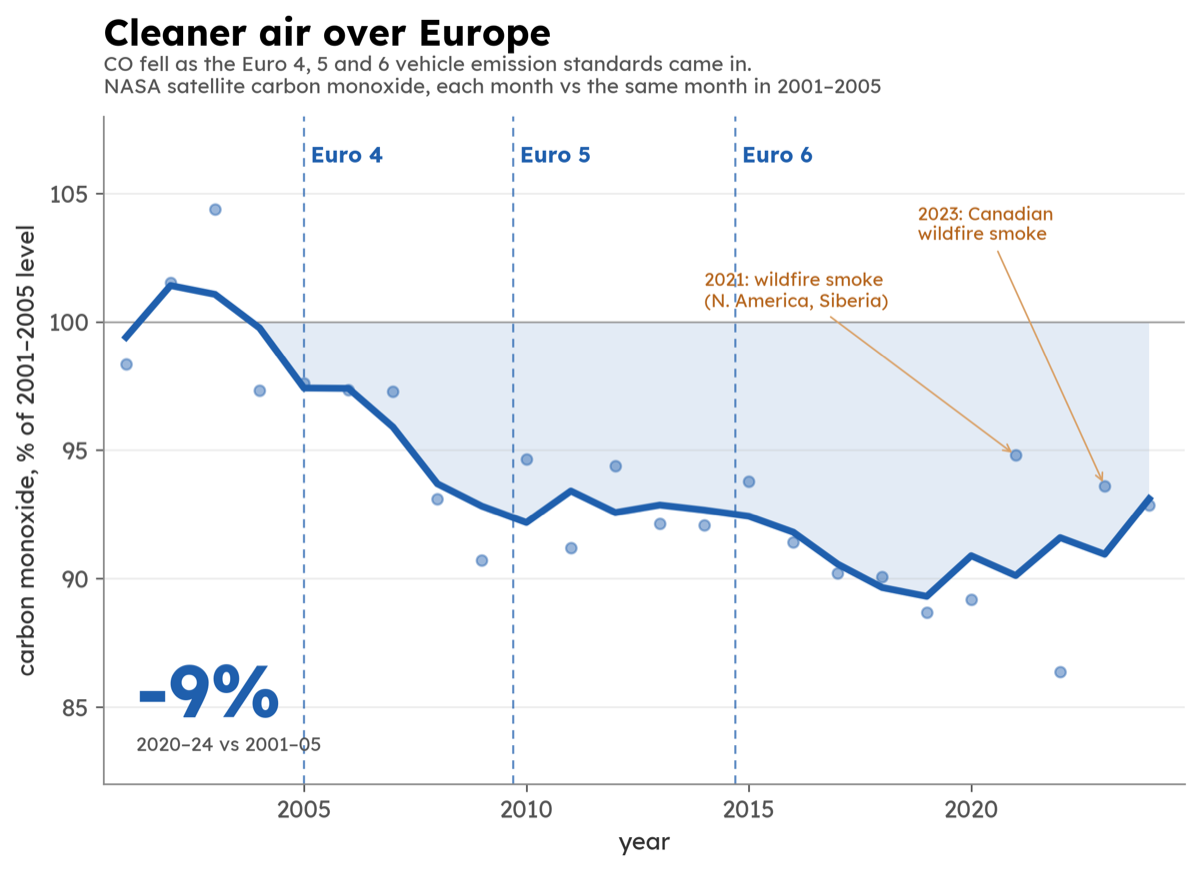 Cleaner air over Europe
CO fell as the Euro 4, 5 and 6 vehicle emission standards came in.
NASA satellite carbon monoxide, each month vs the same month in 2001–2005
Euro 4
Euro 5
Euro 6
2023: Canadian
wildfire smoke
2021: wildfire smoke
(N. America, Siberia)
105
100
95
90
85
carbon monoxide, % of 2001–2005 level
-9%
2020–24 vs 2001–05
2005
2010
2015
2020
year